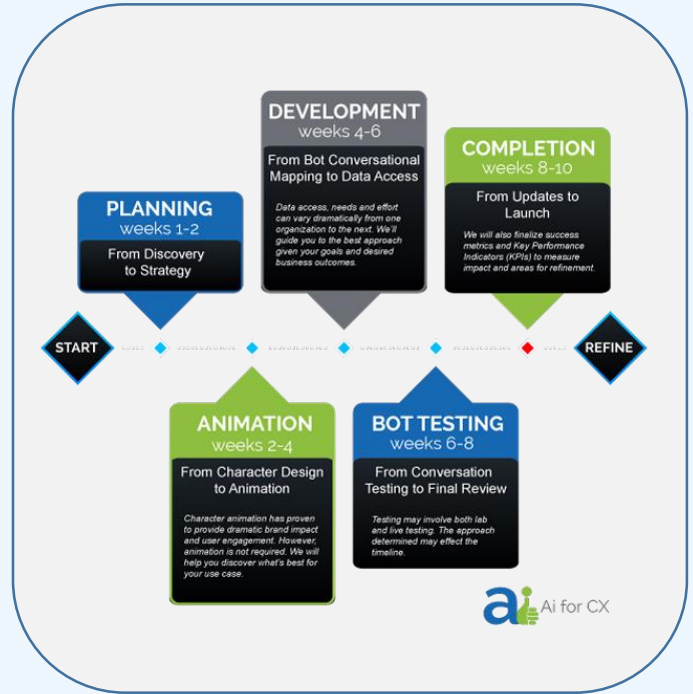 DEVELOPMENT
weeks 4-6
From Bot Conversational
Mapping to Data Access
Data access, needs and effort
can vary dramatically from one
organization to the next. We'll
guide you to the best approach
given your goals and desired
business outcomes.
COMPLETION
weeks 8-10
From Updates to
Launch
We will also finalize success
metrics and Key Performance
Indicators (KPIs) to measure
impact and areas for refinement.
PLANNING
weeks 1-2
From Discovery
to Strategy
START
REFINE
ANIMATION
weeks 2-4
From Character Design
to Animation
Character animation has proven
to provide dramatic brand impact
and user engagement. However,
animation is not required. We will
help you discover what's best for
your use case.
BOT TESTING
weeks 6-8
From Conversation
Testing to Final Review
Testing may involve both lab
and live testing. The approach
determined may effect the
timeline.
ai Ai for CX